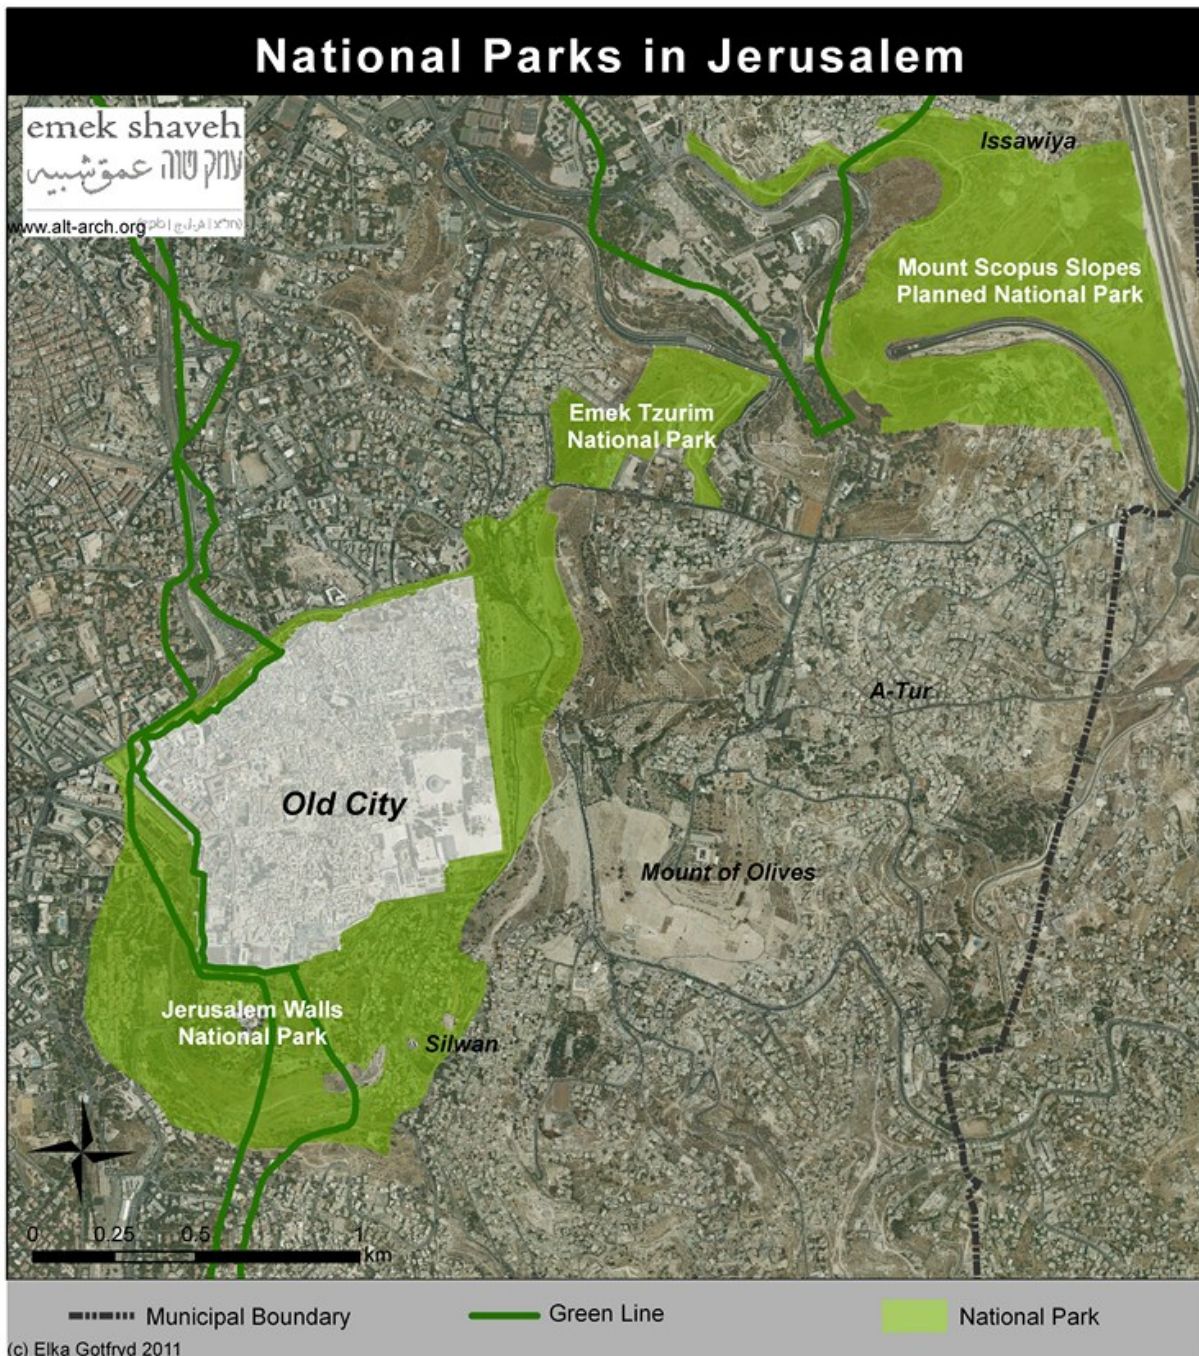 National Parks in Jerusalem
emek shaveh
עמק שווה عمق شبيه
www.alt-arch.org
Issawiya
Mount Scopus Slopes
Planned National Park
Emek Tzurim
National Park
A-Tur
Old City
Mount of Olives
Jerusalem Walls
National Park
Silwan
0 0.25 0.5 1
km
Municipal Boundary
Green Line
National Park
(c) Elka Gotfryd 2011